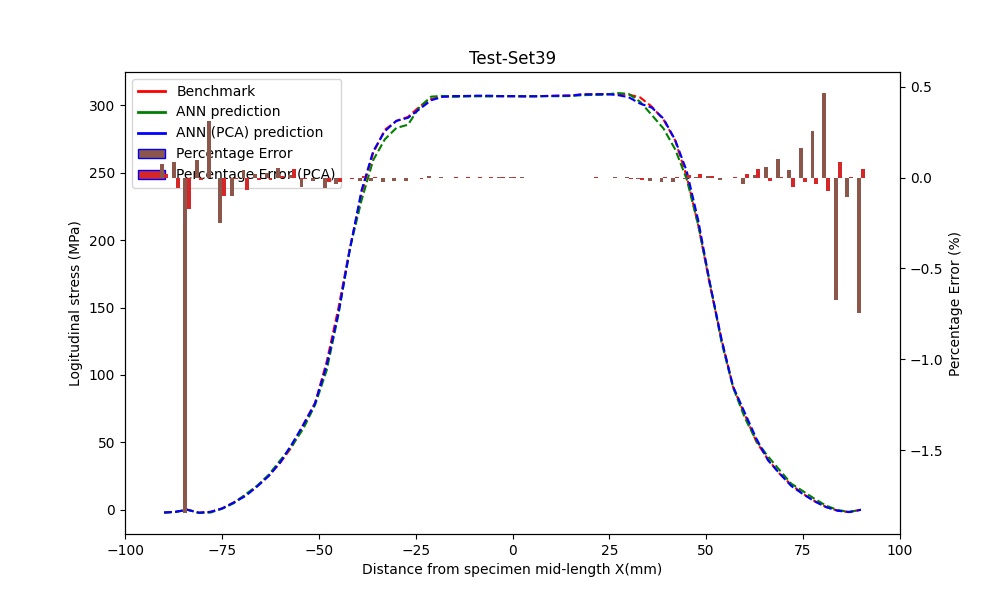 Test-Set39
Benchmark
ANN prediction
ANN (PCA) prediction
Percentage Error
Percentage Error (PCA)
300
250
200
150
100
50
0
Logitudinal stress (MPa)
0.5
0.0
−0.5
−1.0
−1.5
Percentage Error (%)
−100 −75 −50 −25 0 25 50 75 100
Distance from specimen mid-length X(mm)